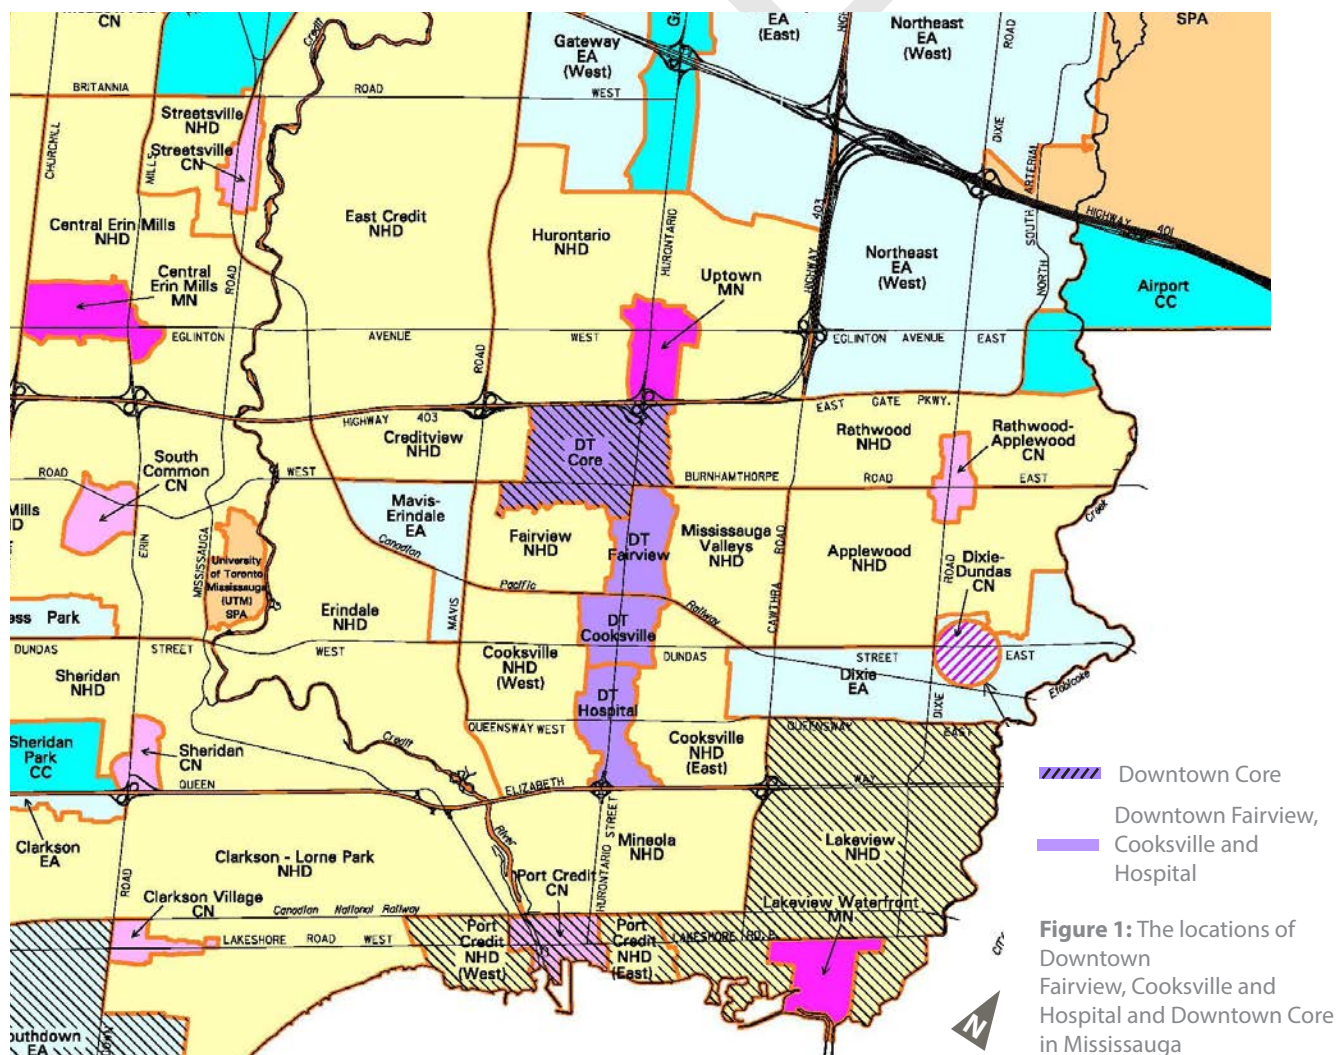 CN
EA
(East)
Gateway
EA
(West)
Northeast
EA
(West)
SPA
Credit
ROAD
BRITANNIA
ROAD
WEST
Streetsville
NHD
Streetsville
CN
CHURCHILL
MILLS
DIXIE
SOUTH
ARTERIAL
NORTH
HIGHWAY
401
403
HIGHWAY
HURONTARIO
Central Erin Mills
NHD
East Credit
NHD
Hurontario
NHD
Northeast
EA
(West)
Central
Erin Mills
MN
ROAD
Uptown
MN
Airport
CC
EGLINTON
AVENUE
WEST
EGLINTON AVENUE EAST
ROAD
HIGHWAY 403
EAST GATE PKWY.
Creditview
NHD
DT
Core
Rathwood
NHD
Rathwood-
Applewood
CN
South
Common
CN
ROAD
WEST
BURNHAMTHORPE
ROAD
EAST
Mills
Mavis-
Erindale
EA
Fairview
NHD
DT
Fairview
Mississauga
Valleys
NHD
ROAD
CAWTHRA
Applewood
NHD
Dixie-
Dundas
CN
ROAD
Creek
ERIN
MISSISSAUGA
Canadian
Pacific
Railway
University
of Toronto
Mississauga
(UTM)
SPA
Erindale
NHD
MAVIS
DT
Cooksville
ess Park
DUNDAS
STREET
WEST
DUNDAS
STREET
EAST
Cooksville
NHD
(West)
Dixie
EA
Etobicoke
Sheridan
NHD
DT
Hospital
DIXIE
QUEENSWAY WEST
QUEENSWAY
EAST
Sheridan
Park
CC
Sheridan
CN
Credit
Cooksville
NHD
(East)
QUEEN
ELIZABETH
WAY
Downtown Core
Downtown Fairview,
Cooksville and
Hospital
Clarkson
EA
River
HURONTARIO STREET
Mineola
NHD
Lakeview
NHD
Clarkson - Lorne Park
NHD
ROAD
Port Credit
CN
Clarkson Village
CN
Canadian National Railway
Lakeview Waterfront
MN
LAKESHORE ROAD WEST
Port
Credit
NHD
(West)
Port
Credit
NHD
(East)
Figure 1: The locations of
Downtown
Fairview, Cooksville and
Hospital and Downtown Core
in Mississauga
N
outhdown
EA